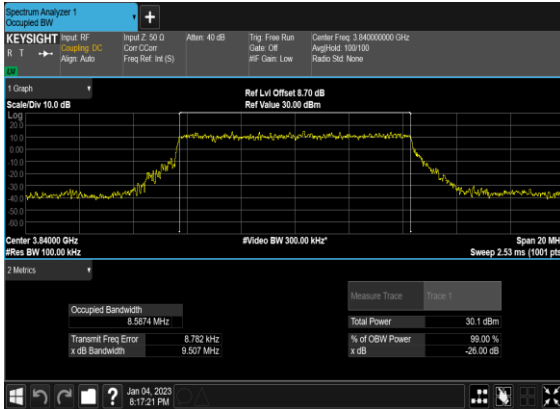 Spectrum Analyzer 1
Occupied BW
KEYSIGHT Input: RF Input Z: 50 Ω Atten: 40 dB Trig: Free Run Center Freq: 3.840000000 GHz
R T Coupling: DC Corr CCorr Gate: Off Avg|Hold: 100/100
Align: Auto Freq Ref: Int (S) #IF Gain: Low Radio Std: None
1 Graph
Ref Lvl Offset 8.70 dB
Scale/Div 10.0 dB Ref Value 30.00 dBm
Log
20.0
10.0
0.00
-10.0
-20.0
-30.0
-40.0
-50.0
-60.0
Center 3.84000 GHz #Video BW 300.00 kHz* Span 20 MH
#Res BW 100.00 kHz Sweep 2.53 ms (1001 pts
2 Metrics
Measure Trace Trace 1
Occupied Bandwidth
8.5874 MHz Total Power 30.1 dBm
Transmit Freq Error 8.782 kHz % of OBW Power 99.00 %
x dB Bandwidth 9.507 MHz x dB -26.00 dB
? Jan 04, 2023
8:17:21 PM